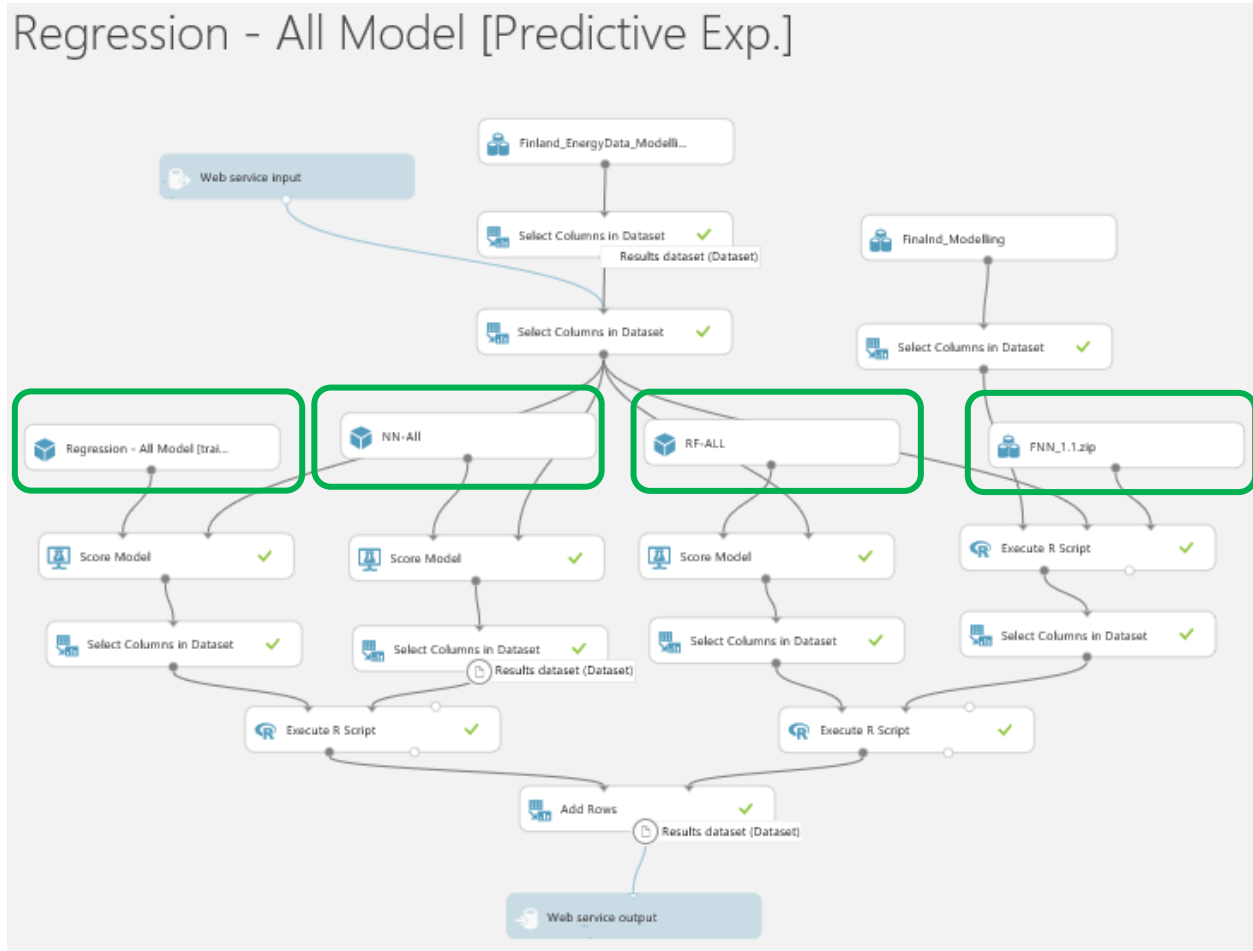 Regression - All Model [Predictive Exp.]
Finland_EnergyData_Modelli...
Web service input
Select Columns in Dataset
Results dataset (Dataset)
Finalnd_Modelling
Select Columns in Dataset
Select Columns in Dataset
Regression - All Model [trai...
NN-All
RF-ALL
FNN_1.1.zip
Score Model
Score Model
Score Model
Execute R Script
Select Columns in Dataset
Select Columns in Dataset
Results dataset (Dataset)
Select Columns in Dataset
Select Columns in Dataset
Execute R Script
Execute R Script
Add Rows
Results dataset (Dataset)
Web service output